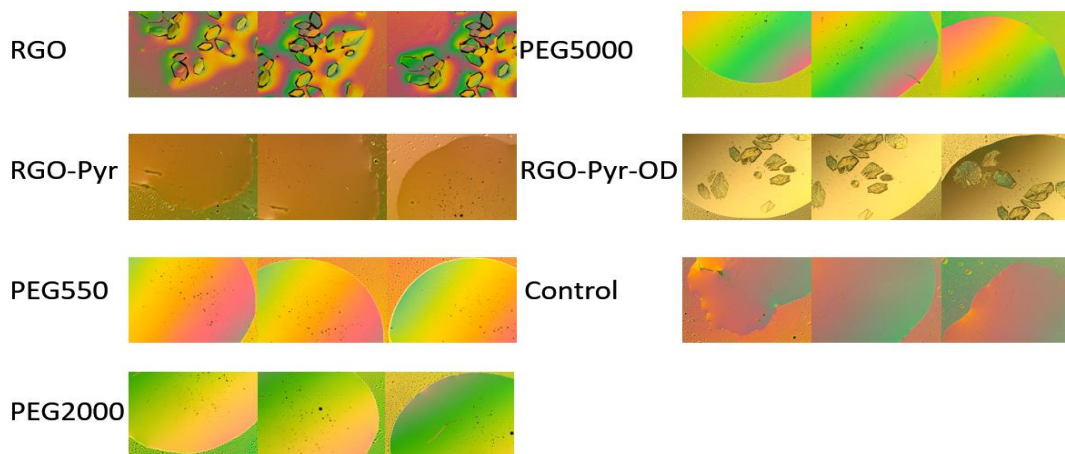 RGO
PEG5000
RGO-Pyr
RGO-Pyr-OD
PEG550
Control
PEG2000